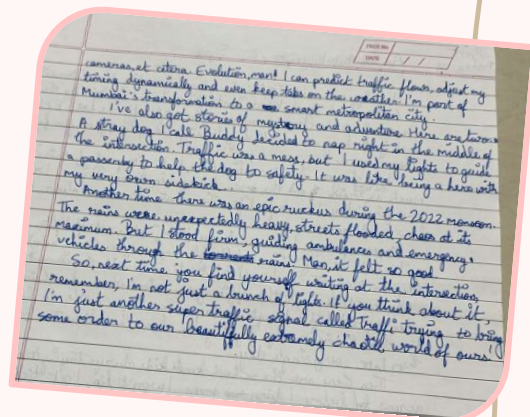 PAGE NO.
DATE
cameras, et citera. Evolution, man! I can predict traffic flows, adjust my
timing dynamically and even keep tabs on the weather. I'm part of
Mumbai's transformation to a smart metropolitan city.
I've also got stories of mystery and adventure. Here are two:
A stray dog I call Buddy decided to nap right in the middle of
the intersection. Traffic was a mess, but I used my lights to guide
a passenby to help the dog to safety. It was like being a hero with
my very own sidekick.
Another time there was an epic ruckus during the 2022 monsoon.
The rains were unexpectedly heavy, streets flooded, chaos at its
maximum. But I stood firm, guiding ambulances and emergency
vehicles through the rains. Man, it felt so good.
So, next time you find yourself writing at the intersection,
remember, I'm not just a bunch of lights. If you think about it,
I'm just another super traffic signal called Traffi trying to bring
some order to our beautifully extremely chaotic world of ours!